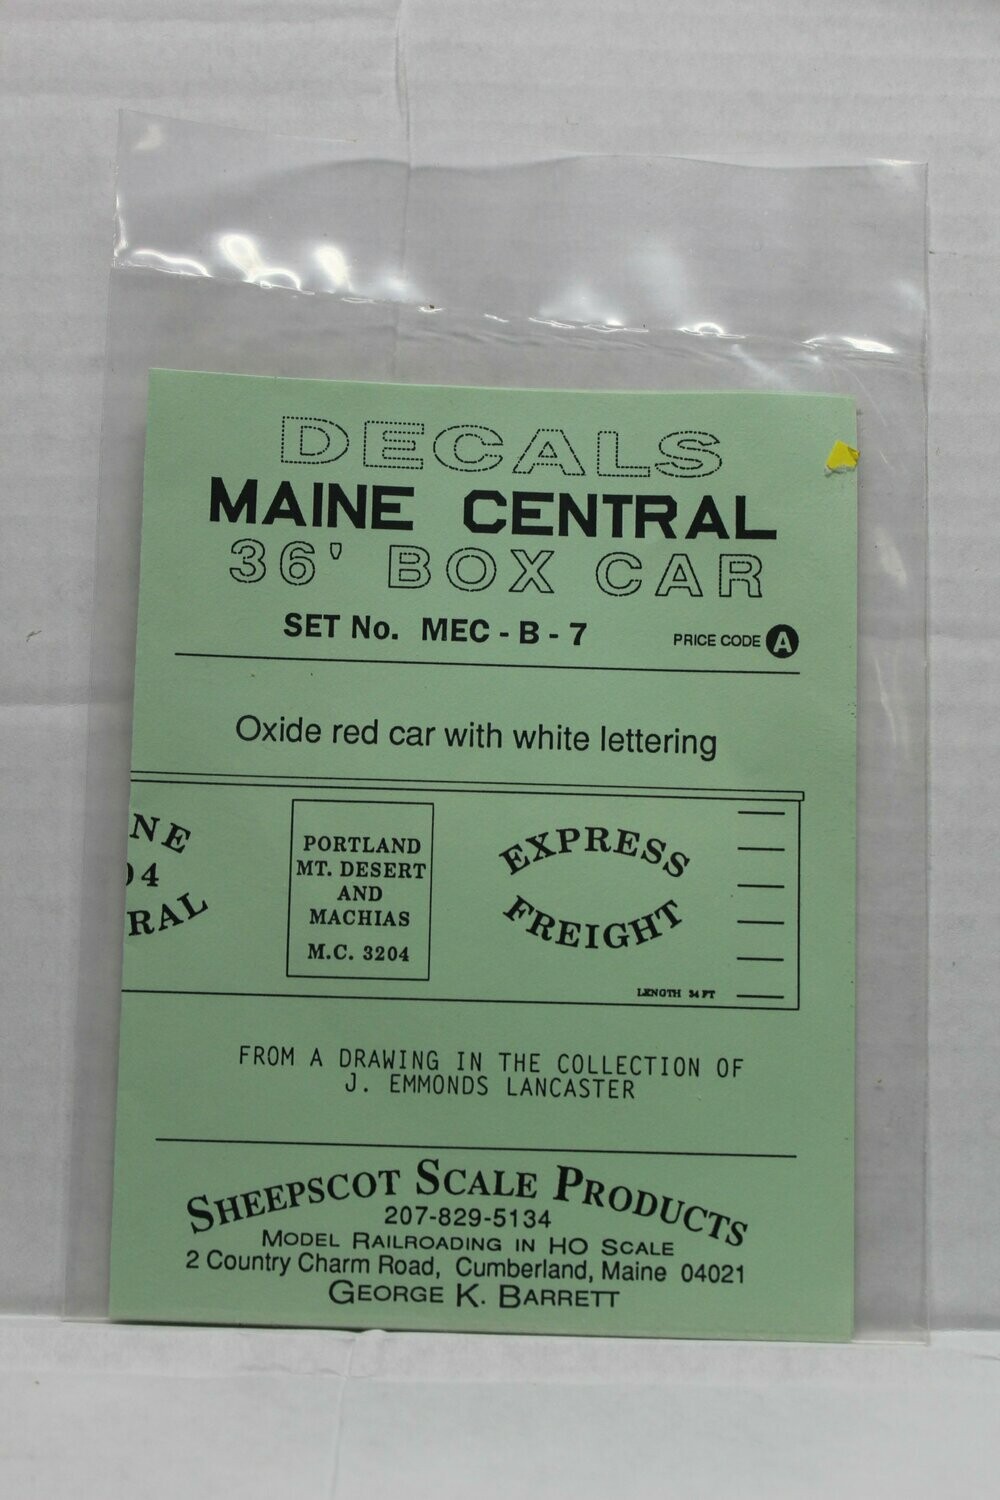 DECALS
MAINE CENTRAL
36' BOX CAR
SET No. MEC - B - 7
PRICE CODE A
Oxide red car with white lettering
NE
04
RAL
PORTLAND
MT. DESERT
AND
MACHIAS
M.C. 3204
EXPRESS
FREIGHT
LENGTH 34 FT
FROM A DRAWING IN THE COLLECTION OF
J. EMMONDS LANCASTER
SHEEPSCOT SCALE PRODUCTS
207-829-5134
MODEL RAILROADING IN HO SCALE
2 Country Charm Road, Cumberland, Maine 04021
GEORGE K. BARRETT